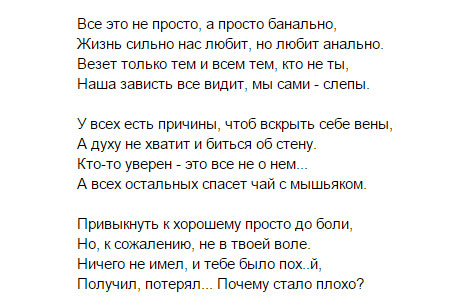 Все это не просто, а просто банально,
Жизнь сильно нас любит, но любит анально.
Везет только тем и всем тем, кто не ты,
Наша зависть все видит, мы сами - слепы.

У всех есть причины, чтоб вскрыть себе вены,
А духу не хватит и биться об стену.
Кто-то уверен - это все не о нем...
А всех остальных спасет чай с мышьяком.

Привыкнуть к хорошему просто до боли,
Но, к сожалению, не в твоей воле.
Ничего не имел, и тебе было пох..й,
Получил, потерял... Почему стало плохо?